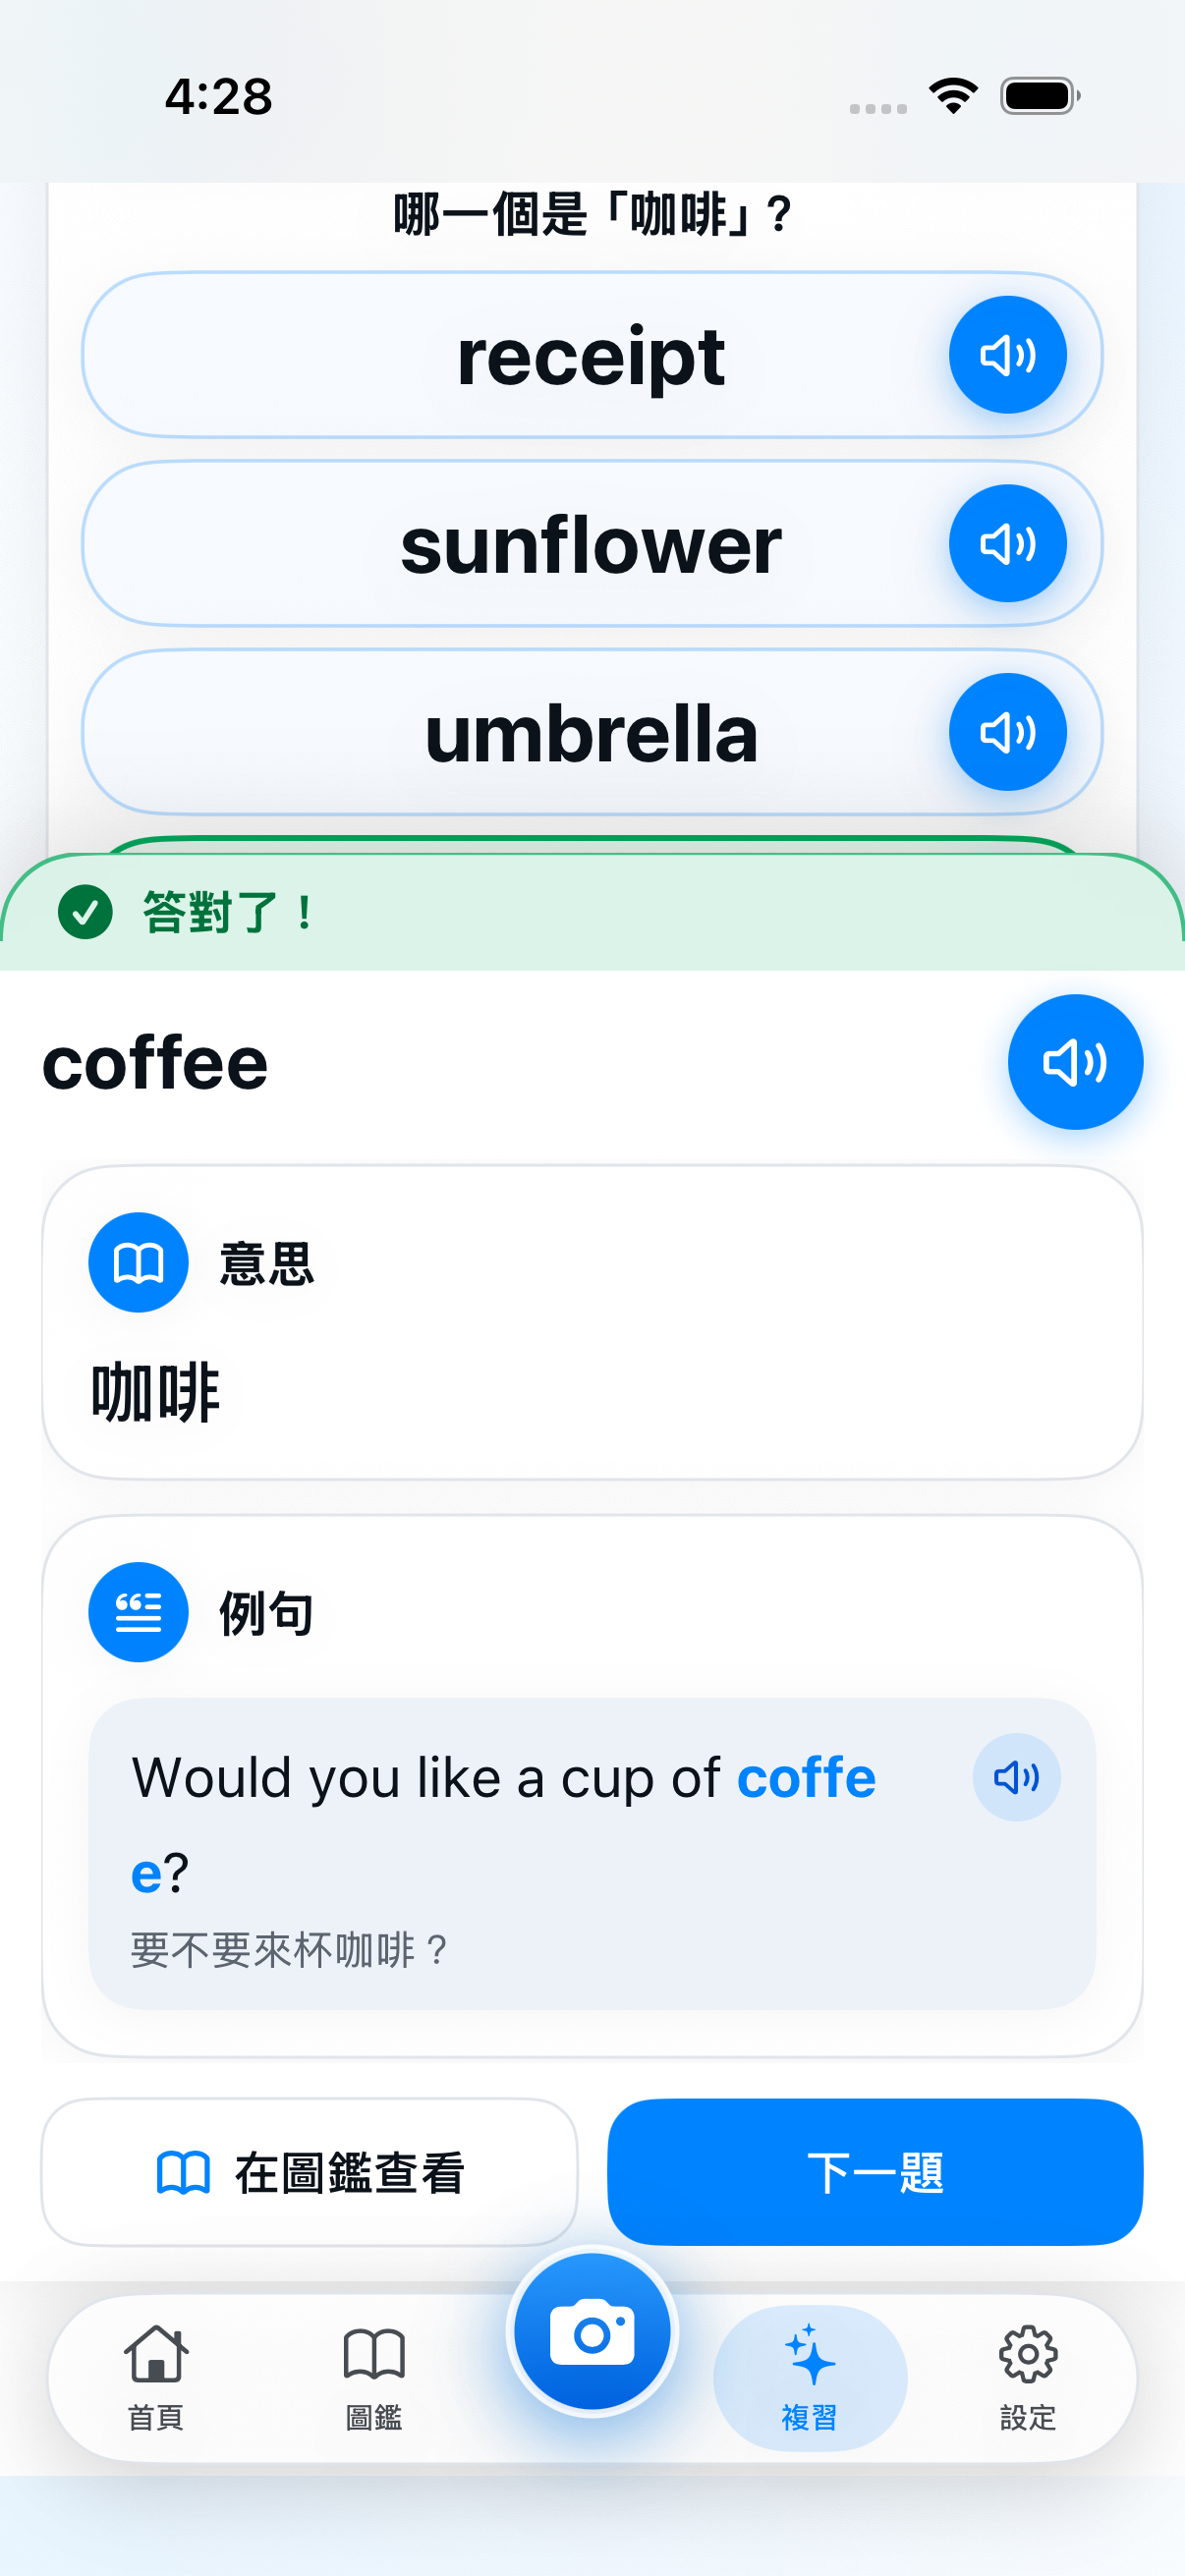 4:28
哪一個是「咖啡」?
receipt
sunflower
umbrella
答對了！
coffee
意思
咖啡
例句
Would you like a cup of coffe
e?
要不要來杯咖啡？
在圖鑑查看
下一題
首頁
圖鑑
複習
設定